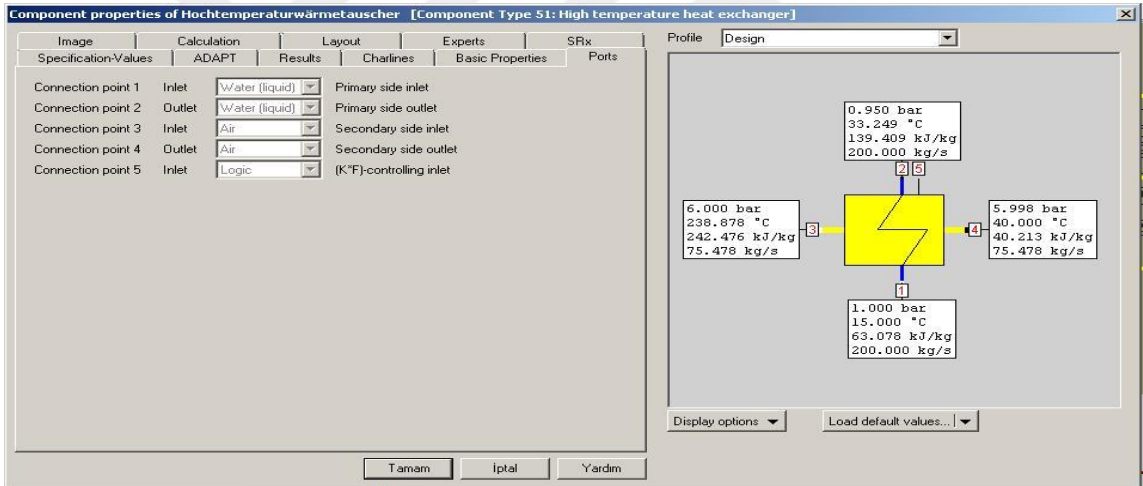 Component properties of Hochtemperaturwärmetauscher [Component Type 51: High temperature heat exchanger]
Image Calculation Layout Experts SRx
Specification-Values ADAPT Results Charlines Basic Properties Ports
Connection point 1 Inlet Water (liquid) Primary side inlet
Connection point 2 Outlet Water (liquid) Primary side outlet
Connection point 3 Inlet Air Secondary side inlet
Connection point 4 Outlet Air Secondary side outlet
Connection point 5 Inlet Logic (K*F)-controlling inlet
Profile Design
0.950 bar
33.249 °C
139.409 kJ/kg
200.000 kg/s
2 5
6.000 bar
238.878 °C
242.476 kJ/kg
75.478 kg/s
3
4
5.998 bar
40.000 °C
40.213 kJ/kg
75.478 kg/s
1
1.000 bar
15.000 °C
63.078 kJ/kg
200.000 kg/s
Display options Load default values...
Tamam İptal Yardım